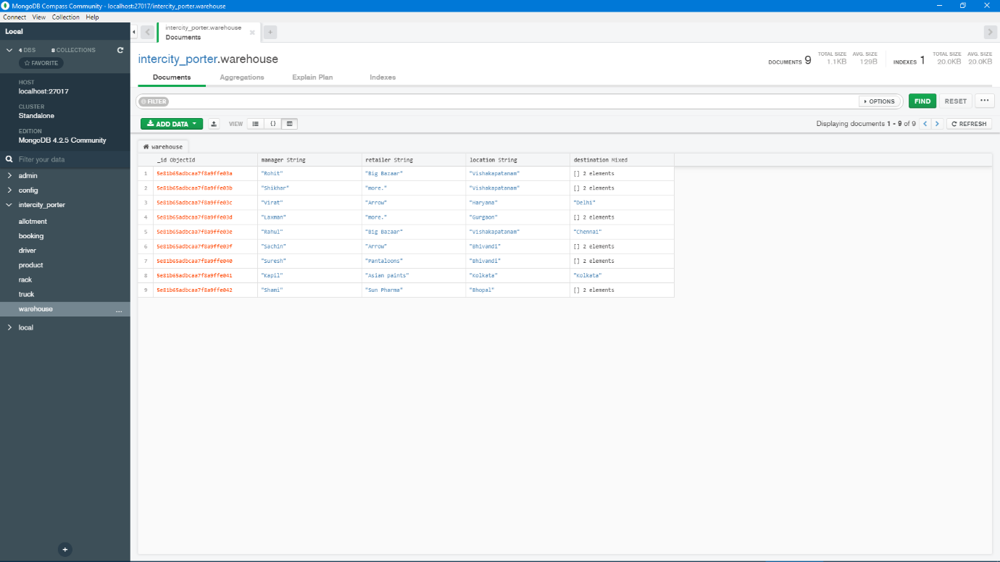 MongoDB Compass Community - localhost:27017/intercity_porter.warehouse
Connect View Collection Help
Local
4 DBS 8 COLLECTIONS
FAVORITE
HOST
localhost:27017
CLUSTER
Standalone
EDITION
MongoDB 4.2.5 Community
Filter your data
admin
config
intercity_porter
allotment
booking
driver
product
rack
truck
warehouse ...
local
+
intercity_porter.warehouse
Documents
+
intercity_porter.warehouse
DOCUMENTS 9 TOTAL SIZE 1.1KB AVG. SIZE 129B INDEXES 1 TOTAL SIZE 20.0KB AVG. SIZE 20.0KB
Documents Aggregations Explain Plan Indexes
FILTER OPTIONS FIND RESET ...
ADD DATA VIEW {} Displaying documents 1 - 9 of 9 < > REFRESH
warehouse
_id ObjectId manager String retailer String location String destination Mixed
1 5e81b65adbcaa7f8a9ffe03a "Rohit" "Big Bazaar" "Vishakapatanam" [] 2 elements
2 5e81b65adbcaa7f8a9ffe03b "Shikhar" "more." "Vishakapatanam" [] 2 elements
3 5e81b65adbcaa7f8a9ffe03c "Virat" "Arrow" "Haryana" "Delhi"
4 5e81b65adbcaa7f8a9ffe03d "Laxman" "more." "Gurgaon" [] 2 elements
5 5e81b65adbcaa7f8a9ffe03e "Rahul" "Big Bazaar" "Vishakapatanam" "Chennai"
6 5e81b65adbcaa7f8a9ffe03f "Sachin" "Arrow" "Bhivandi" [] 2 elements
7 5e81b65adbcaa7f8a9ffe040 "Suresh" "Pantaloons" "Bhivandi" [] 2 elements
8 5e81b65adbcaa7f8a9ffe041 "Kapil" "Asian paints" "Kolkata" "Kolkata"
9 5e81b65adbcaa7f8a9ffe042 "Shami" "Sun Pharma" "Bhopal" [] 2 elements